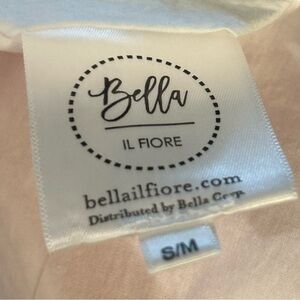 Bella
IL FIORE
bellailfiore.com
Distributed by Bella Corp.
S/M